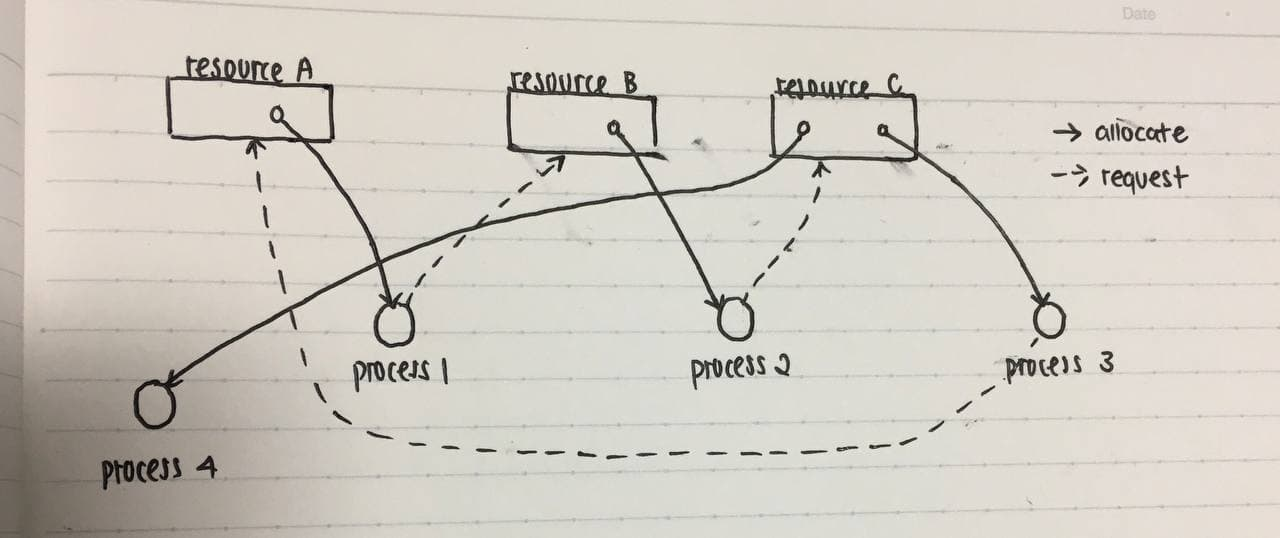 Date
resource A
resource B
resource C
→ allocate
--> request
process 1
process 2
process 3
process 4